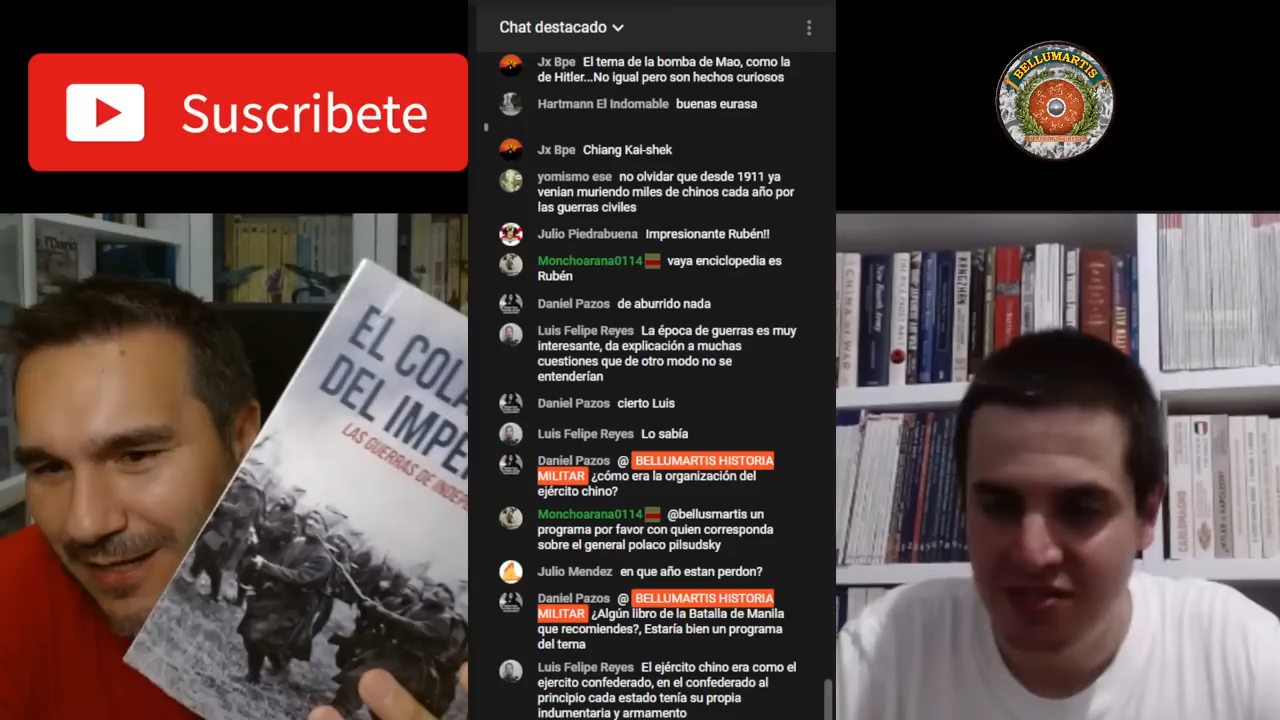 Suscribete
EL COLA
DEL IMPE
LAS GUERRAS DE INDEP
Chat destacado
Jx Bpe El tema de la bomba de Mao, como la
de Hitler...No igual pero son hechos curiosos
Hartmann El Indomable buenas eurasa
Jx Bpe Chiang Kai-shek
yomismo ese no olvidar que desde 1911 ya
venian muriendo miles de chinos cada año por
las guerras civiles
Julio Piedrabuena Impresionante Rubén!!
Monchoarana0114 vaya enciclopedia es
Rubén
Daniel Pazos de aburrido nada
Luis Felipe Reyes La época de guerras es muy
interesante, da explicación a muchas
cuestiones que de otro modo no se
entenderían
Daniel Pazos cierto Luis
Luis Felipe Reyes Lo sabía
Daniel Pazos @ BELLUMARTIS HISTORIA
MILITAR ¿cómo era la organización del
ejército chino?
Monchoarana0114 @bellusmartis un
programa por favor con quien corresponda
sobre el general polaco pilsudsky
Julio Mendez en que año estan perdon?
Daniel Pazos @ BELLUMARTIS HISTORIA
MILITAR ¿Algún libro de la Batalla de Manila
que recomiendes?, Estaría bien un programa
del tema
Luis Felipe Reyes El ejército chino era como el
ejercito confederado, en el confederado al
principio cada estado tenía su propia
indumentaria y armamento
BELLUMARTIS
CHINA AT WAR
KANGZHAN
CARLOMAGNO